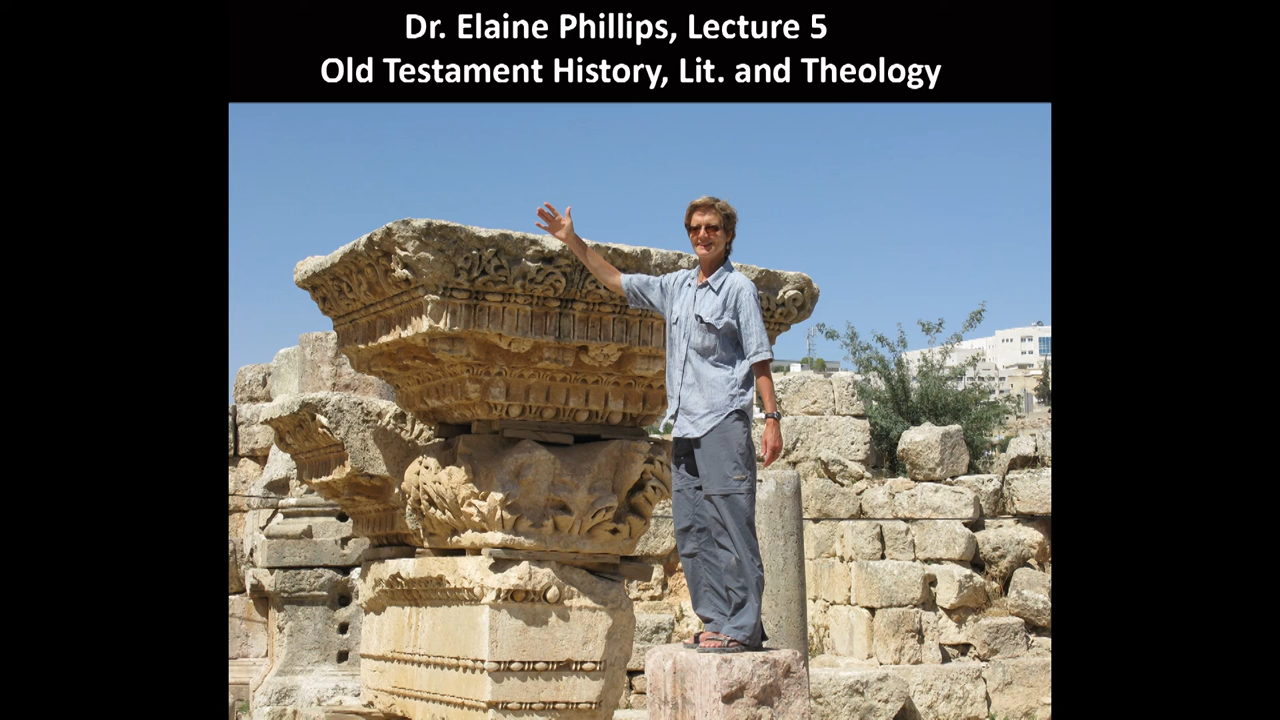 Dr. Elaine Phillips, Lecture 5
Old Testament History, Lit. and Theology